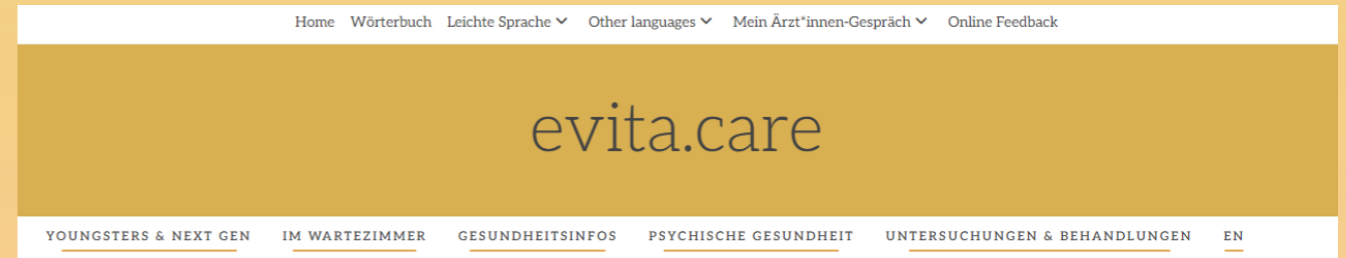 Home Wörterbuch Leichte Sprache Other languages Mein Ärzt*innen-Gespräch Online Feedback
evita.care
YOUNGSTERS & NEXT GEN IM WARTEZIMMER GESUNDHEITSINFOS PSYCHISCHE GESUNDHEIT UNTERSUCHUNGEN & BEHANDLUNGEN EN